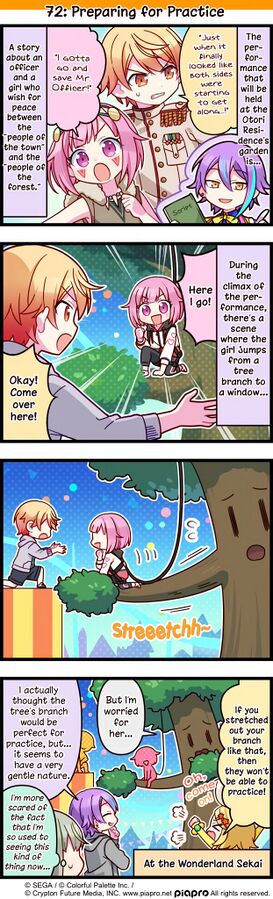 72: Preparing for Practice
The
per-
for-
mance
that
will be
held
at the
Otori
Resi-
dence's
garden
is...
"Just
when it
finally
looked like
both sides
were
starting
to get
along..!"
"I gotta
go and
save Mr.
Officer!"
A story
about an
officer
and a
girl who
wish for
peace
between
the
"people of
the town"
and the
"people
of the
forest."
Script
During
the
climax of
the per-
formance,
there's a
scene
where the
girl jumps
from a
tree
branch to
a window...
Here
I go!
Okay!
Come
over
here!
Streeetchh~
If you
stretched
out your
branch
like that,
then they
won't be
able to
practice!
Oh,
come
on!
But I'm
worried
for
her...
I actually
thought the
tree's branch
would be
perfect for
practice, but...
it seems
to have a
very gentle
nature.
I'm more
scared of
the fact
that I'm
so used to
seeing this
kind of
thing now...
At the Wonderland Sekai
© SEGA / © Colorful Palette Inc. /
© Crypton Future Media, INC. www.piapro.net piapro All rights reserved.